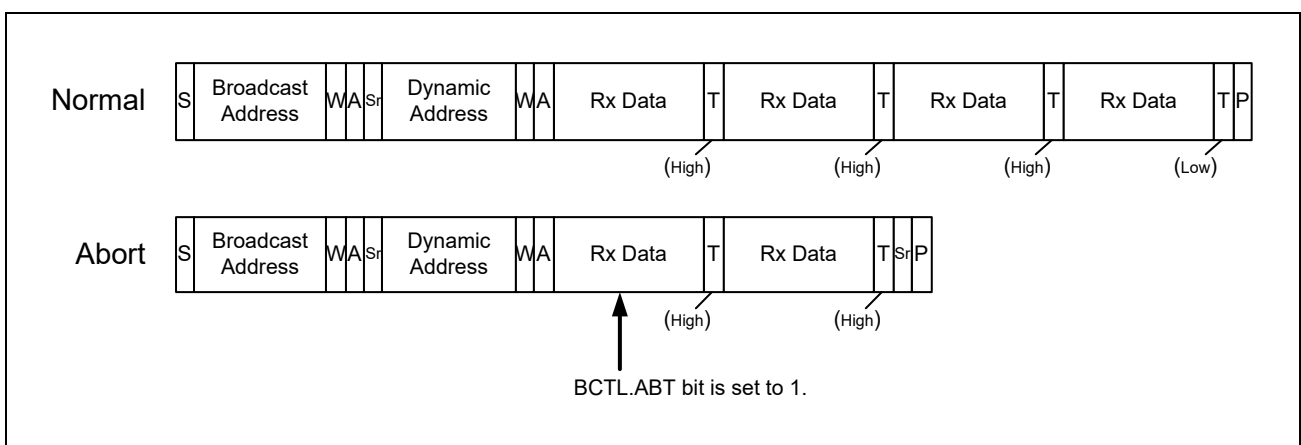 Normal S Broadcast Address W A Sr Dynamic Address W A Rx Data T Rx Data T Rx Data T Rx Data T P
(High) (High) (High) (Low)
Abort S Broadcast Address W A Sr Dynamic Address W A Rx Data T Rx Data T Sr P
(High) (High)
BCTL.ABT bit is set to 1.